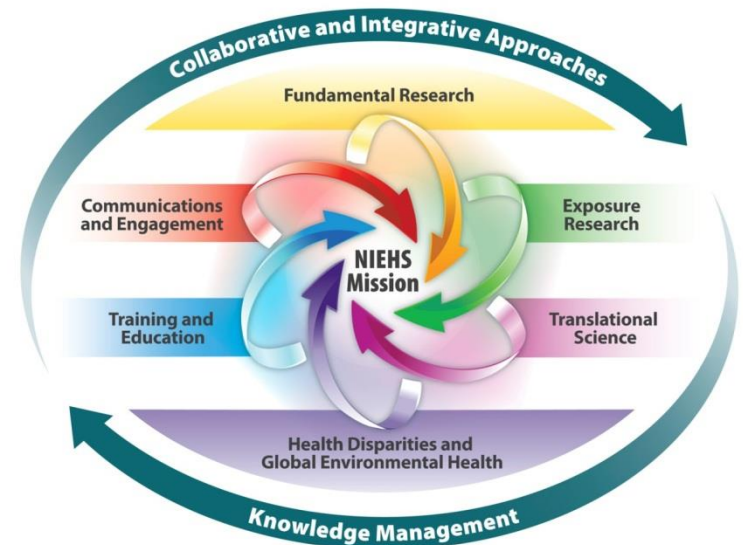 Collaborative and Integrative Approaches
Fundamental Research
Communications
and Engagement
Exposure
Research
NIEHS
Mission
Training and
Education
Translational
Science
Health Disparities and
Global Environmental Health
Knowledge Management